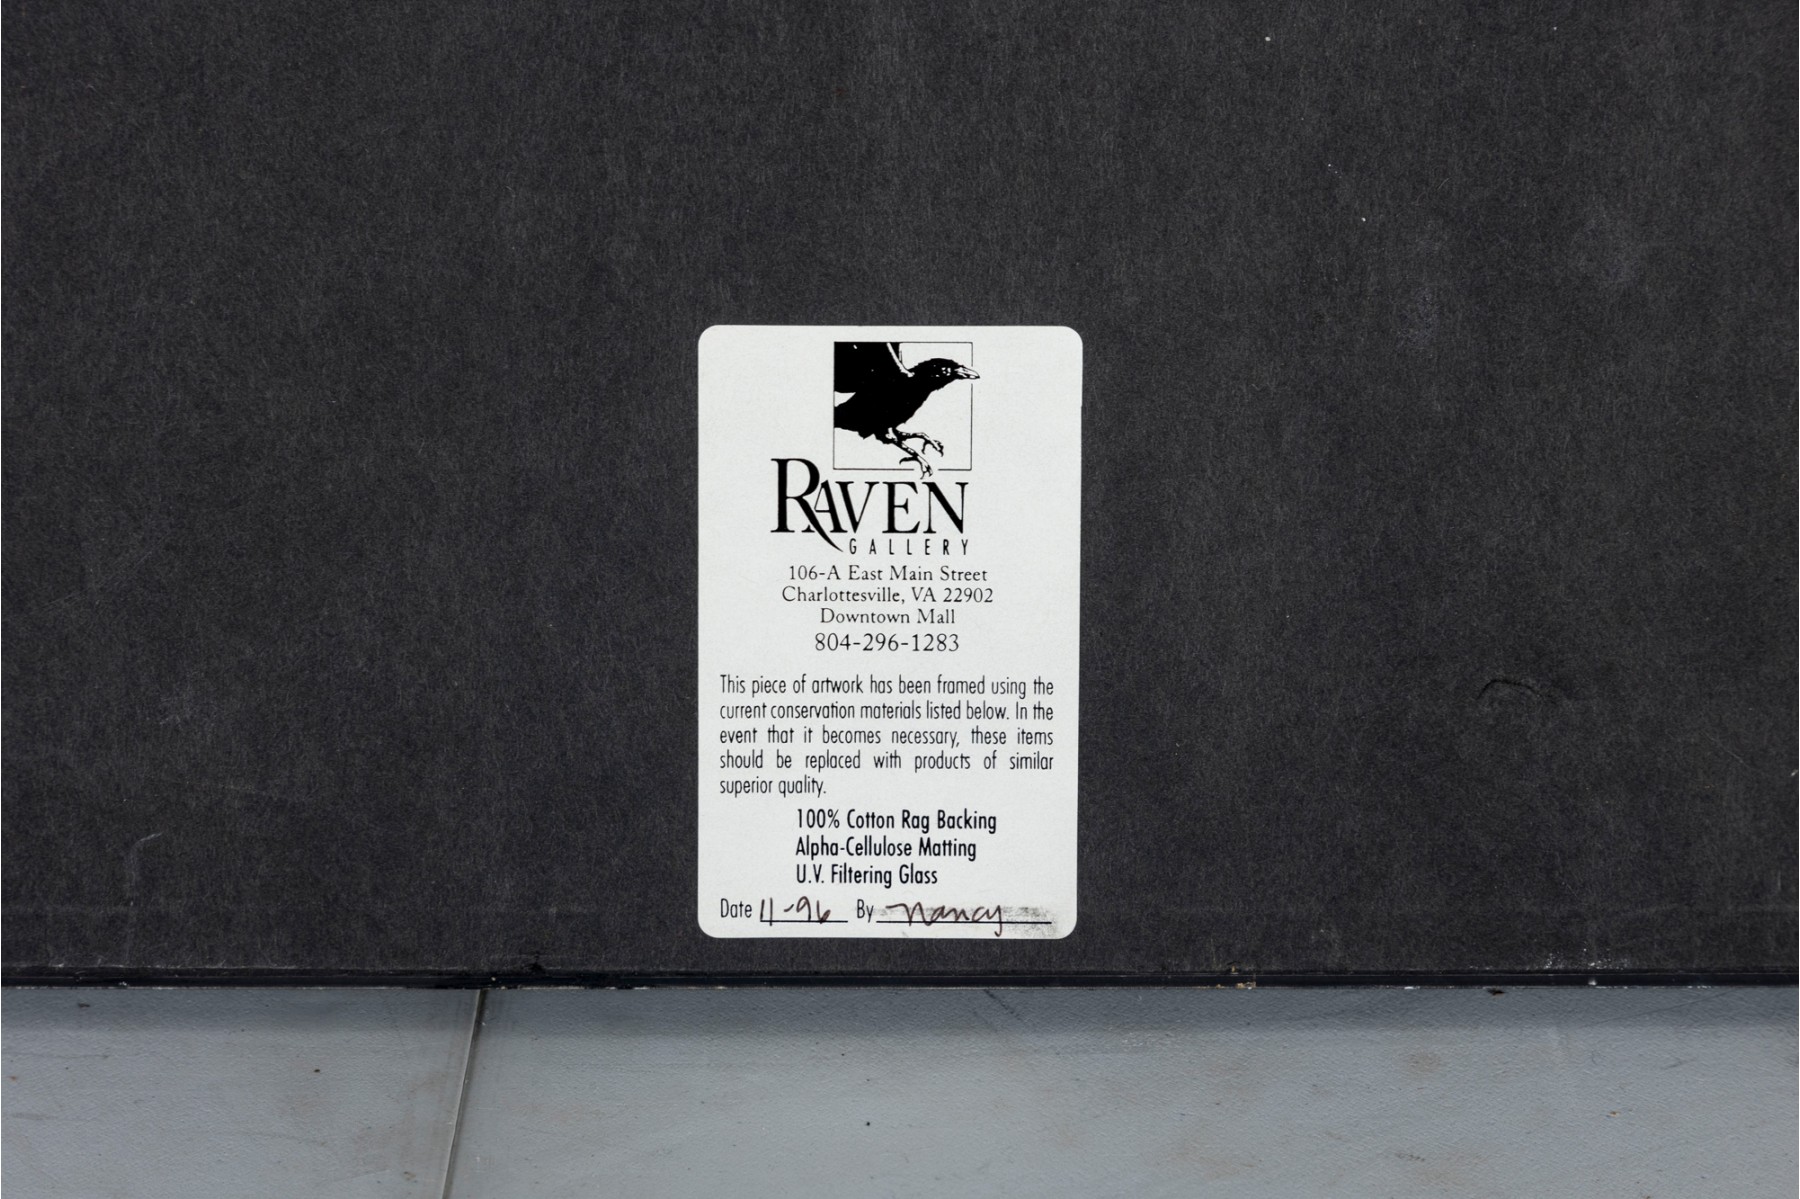 RAVEN
GALLERY
106-A East Main Street
Charlottesville, VA 22902
Downtown Mall
804-296-1283
This piece of artwork has been framed using the
current conservation materials listed below. In the
event that it becomes necessary, these items
should be replaced with products of similar
superior quality.
100% Cotton Rag Backing
Alpha-Cellulose Matting
U.V. Filtering Glass
Date 11-96 By Nancy